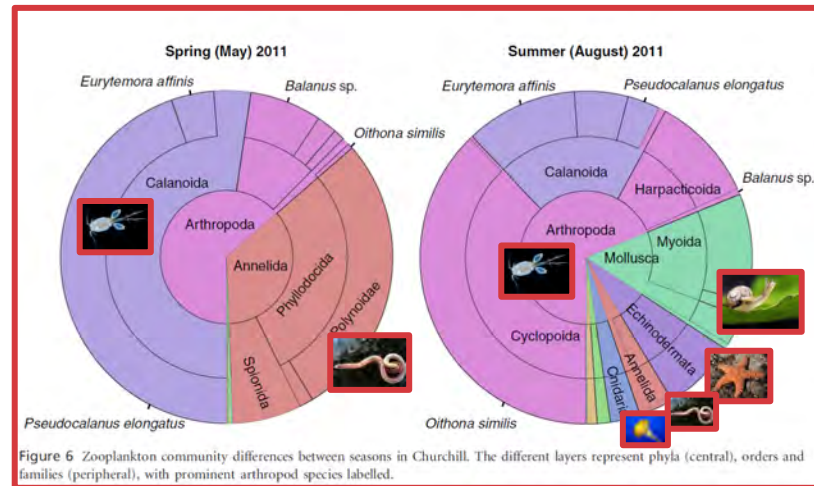 Spring (May) 2011
Summer (August) 2011
Eurytemora affinis
Balanus sp.
Oithona similis
Calanoida
Arthropoda
Annelida
Phyllodocida
Polynoidae
Spionida
Pseudocalanus elongatus
Eurytemora affinis
Pseudocalanus elongatus
Calanoida
Harpacticoida
Balanus sp.
Arthropoda
Myoida
Mollusca
Echinodermata
Cyclopoida
Annelida
Cnidaria
Oithona similis
Figure 6 Zooplankton community differences between seasons in Churchill. The different layers represent phyla (central), orders and
families (peripheral), with prominent arthropod species labelled.